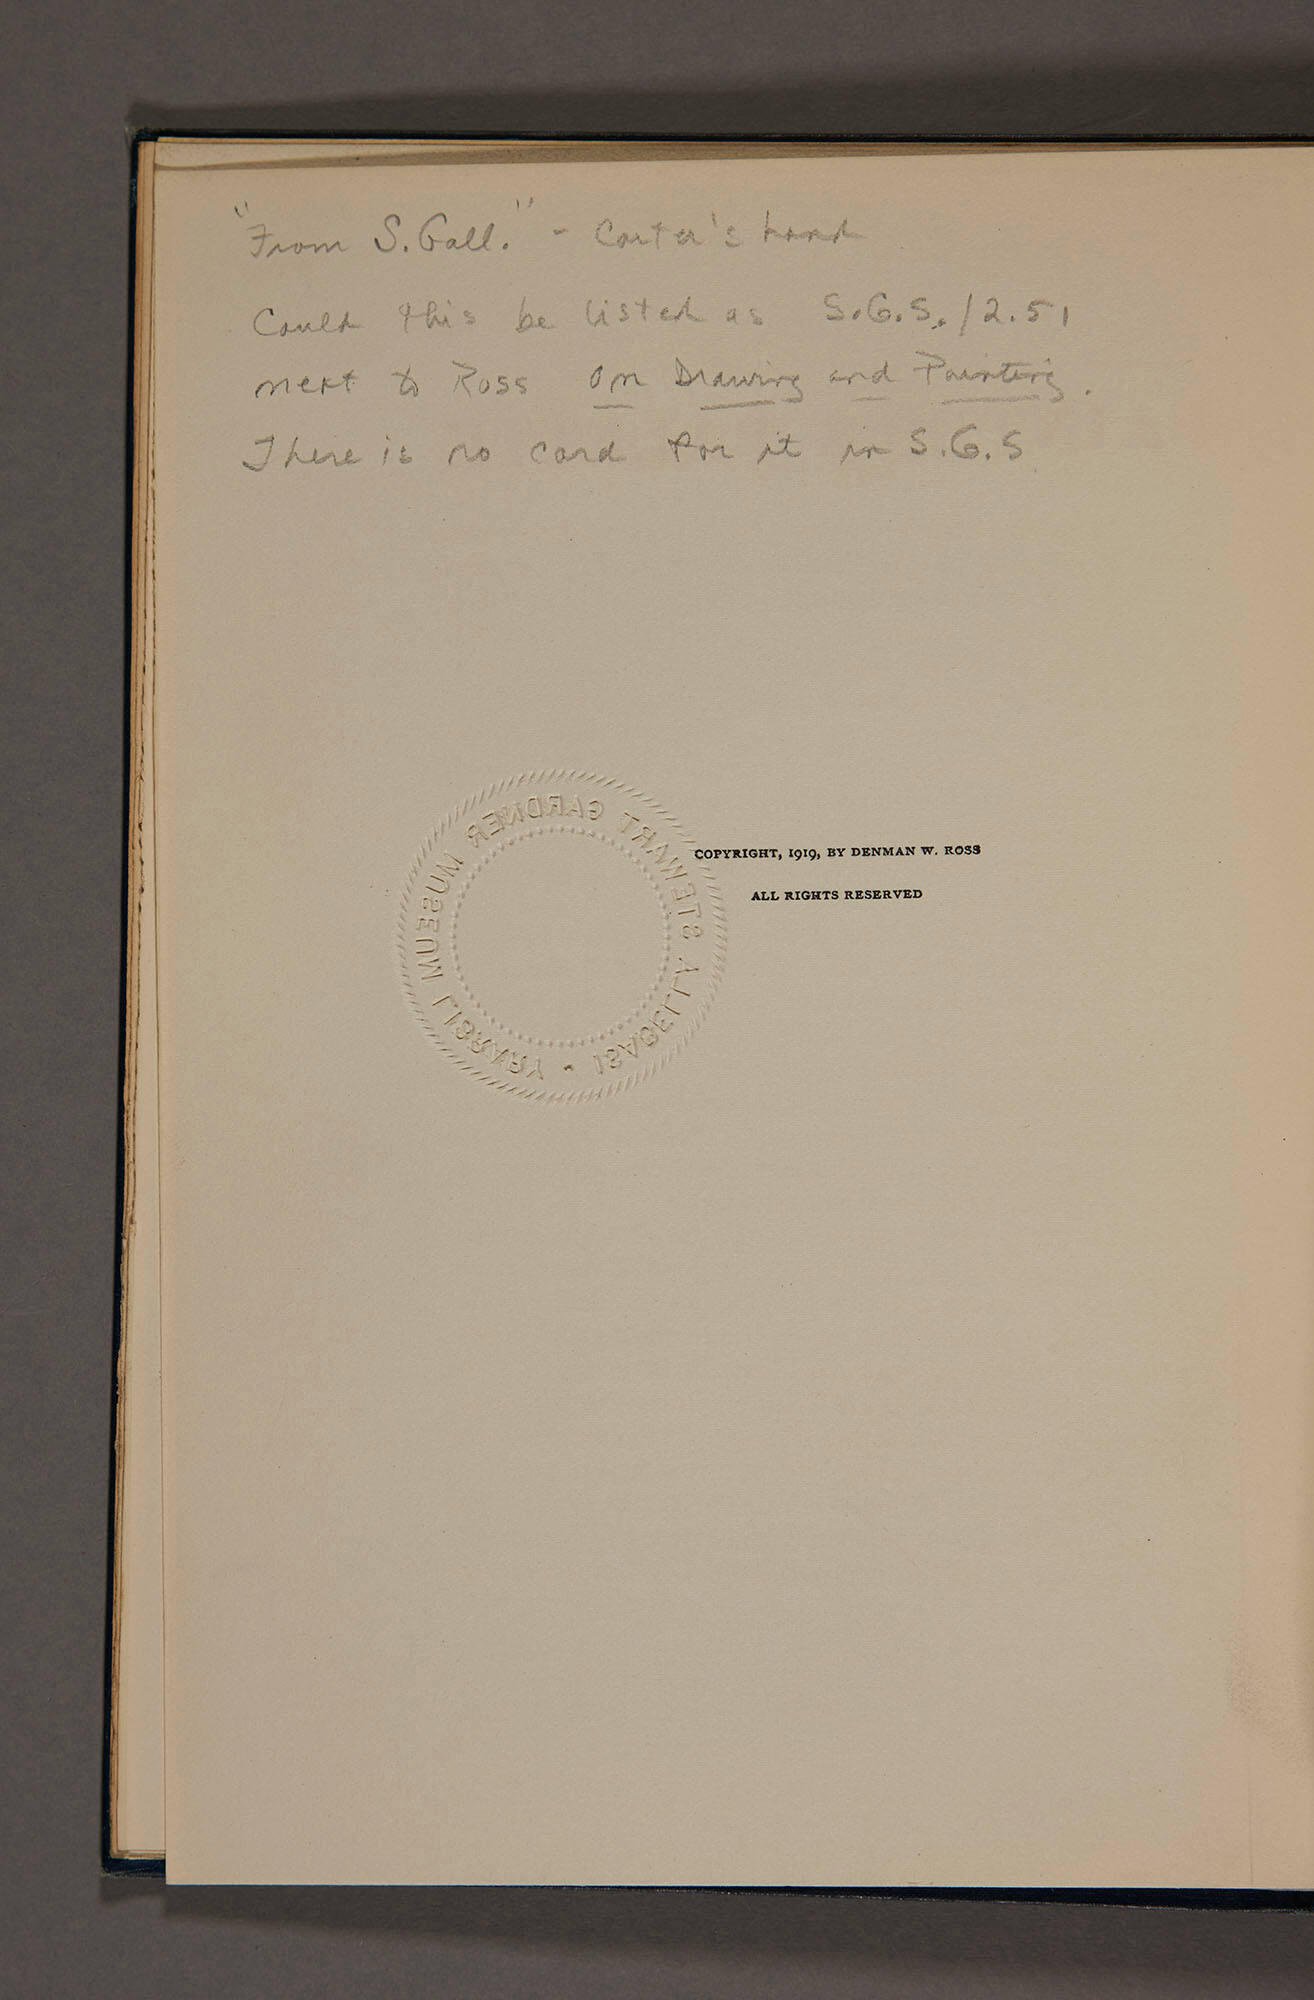 "From S. Gall." - Carter's hand
Could this be listed as S.G.S. / 2.51
next to Ross On Drawing and Painting.
There is no card for it in S.G.S
COPYRIGHT, 1919, BY DENMAN W. ROSS
ALL RIGHTS RESERVED
ISABELLA STEWART GARDNER MUSEUM LIBRARY